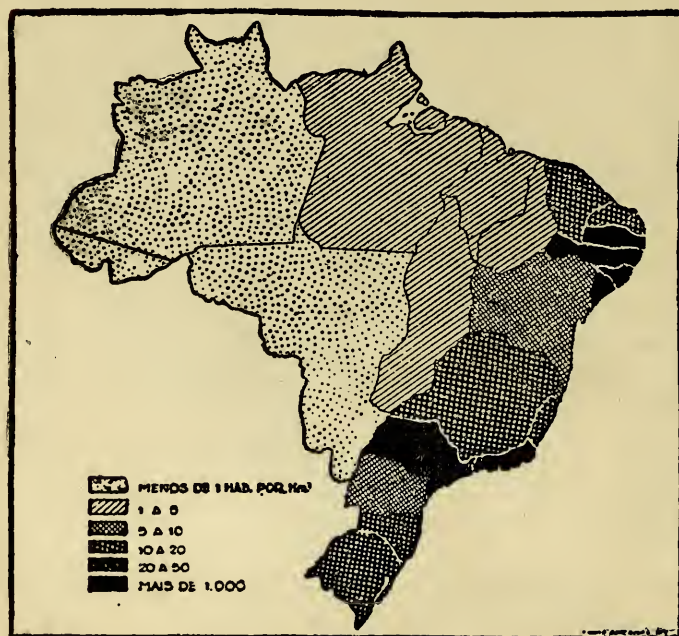 MENOS DE 1 HAB. POR Km²
1 A 5
5 A 10
10 A 20
20 A 50
MAIS DE 1.000